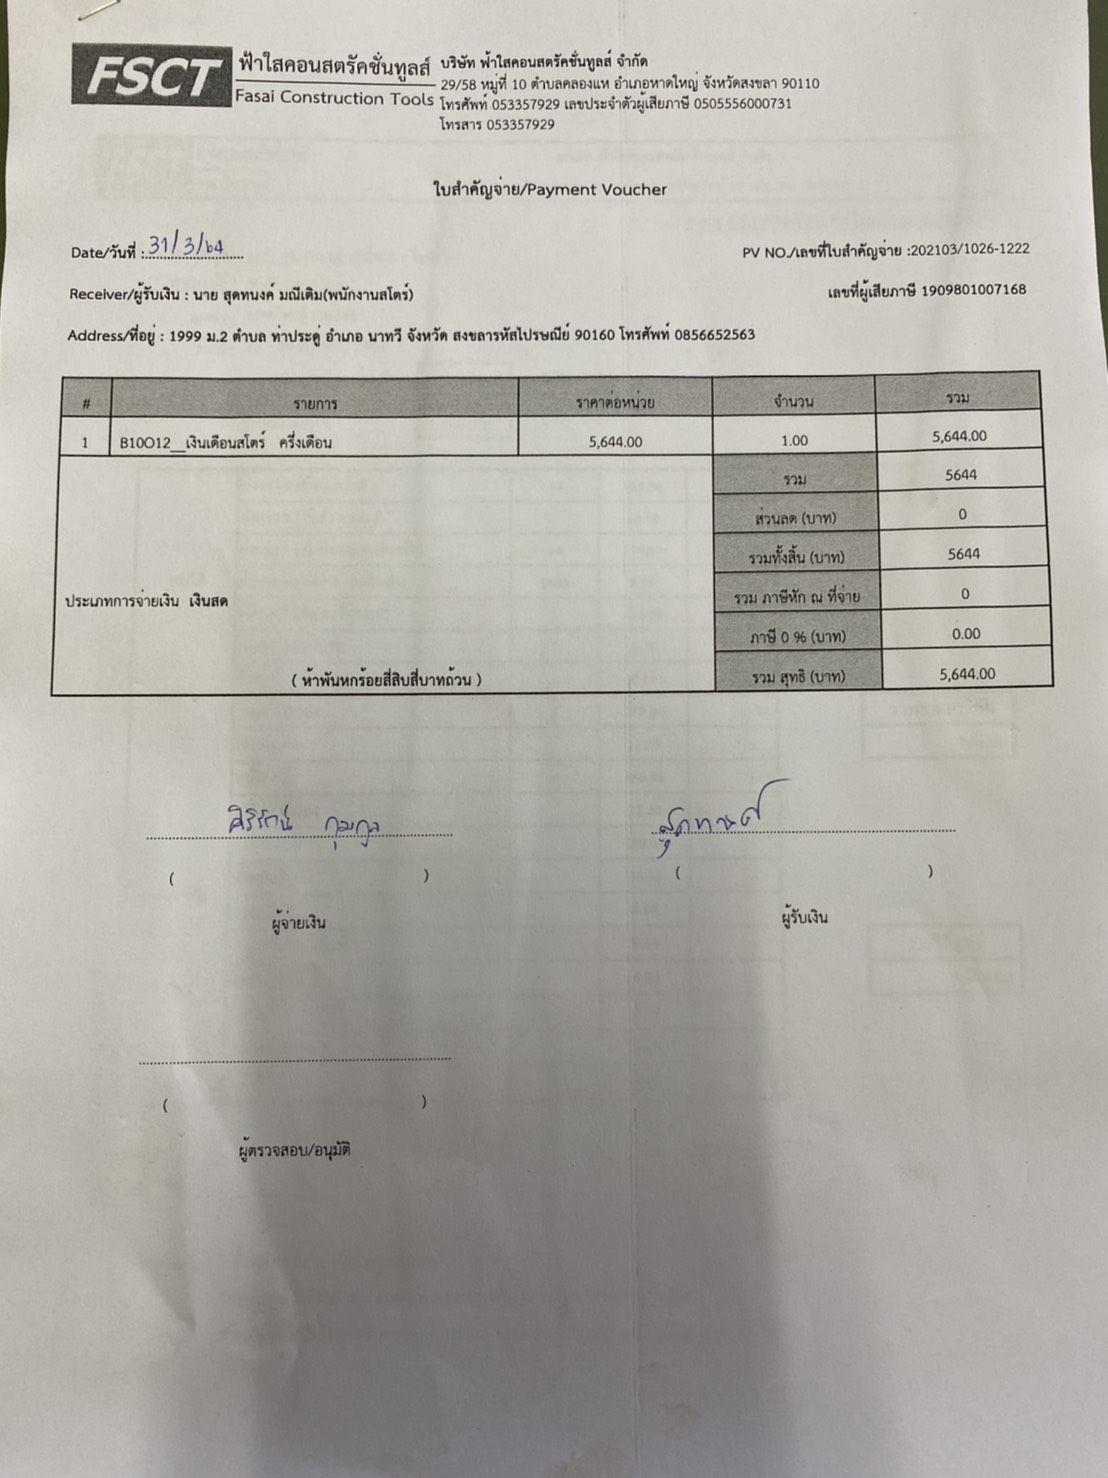 FSCT
ฟ้าใสคอนสตรัคชั่นทูลส์
Fasai Construction Tools
บริษัท ฟ้าใสคอนสตรัคชั่นทูลส์ จำกัด
29/58 หมู่ที่ 10 ตำบลคลองแห อำเภอหาดใหญ่ จังหวัดสงขลา 90110
โทรศัพท์ 053357929 เลขประจำตัวผู้เสียภาษี 0505556000731
โทรสาร 053357929
ใบสำคัญจ่าย/Payment Voucher
Date/วันที่ : 31/3/64
PV NO./เลขที่ใบสำคัญจ่าย :202103/1026-1222
Receiver/ผู้รับเงิน : นาย สุดทนงค์ มณีเติม(พนักงานสโตร์)
เลขที่ผู้เสียภาษี 1909801007168
Address/ที่อยู่ : 1999 ม.2 ตำบล ท่าประดู่ อำเภอ นาทวี จังหวัด สงขลารหัสไปรษณีย์ 90160 โทรศัพท์ 0856652563
# รายการ ราคาต่อหน่วย จำนวน รวม
1 B10O12__เงินเดือนสโตร์ ครึ่งเดือน 5,644.00 1.00 5,644.00
รวม 5644
ส่วนลด (บาท) 0
รวมทั้งสิ้น (บาท) 5644
ประเภทการจ่ายเงิน เงินสด
รวม ภาษีหัก ณ ที่จ่าย 0
ภาษี 0 % (บาท) 0.00
( ห้าพันหกร้อยสี่สิบสี่บาทถ้วน )
รวม สุทธิ (บาท) 5,644.00
ศิริรัตน์
( )
( )
ผู้จ่ายเงิน
ผู้รับเงิน
( )
ผู้ตรวจสอบ/อนุมัติ